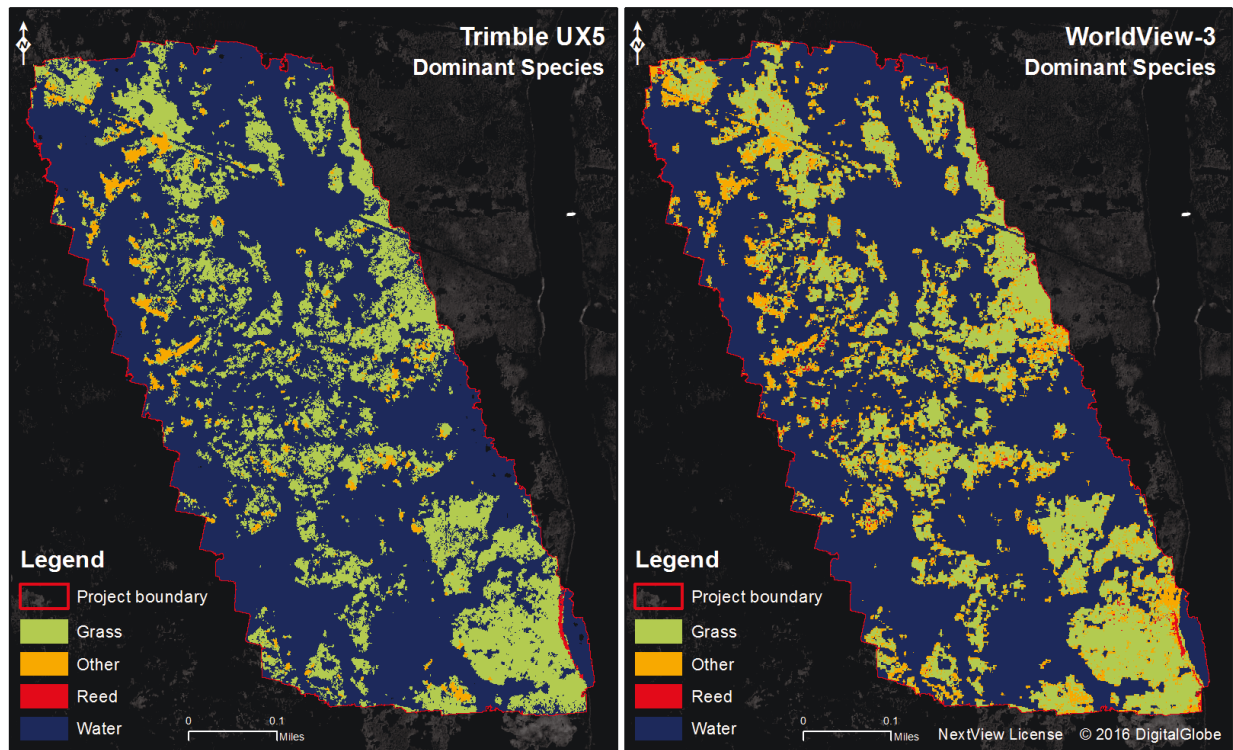 N
Trimble UX5
Dominant Species
Legend
Project boundary
Grass
Other
Reed
Water
0 0.1
Miles
N
WorldView-3
Dominant Species
Legend
Project boundary
Grass
Other
Reed
Water
0 0.1
Miles
NextView License © 2016 DigitalGlobe